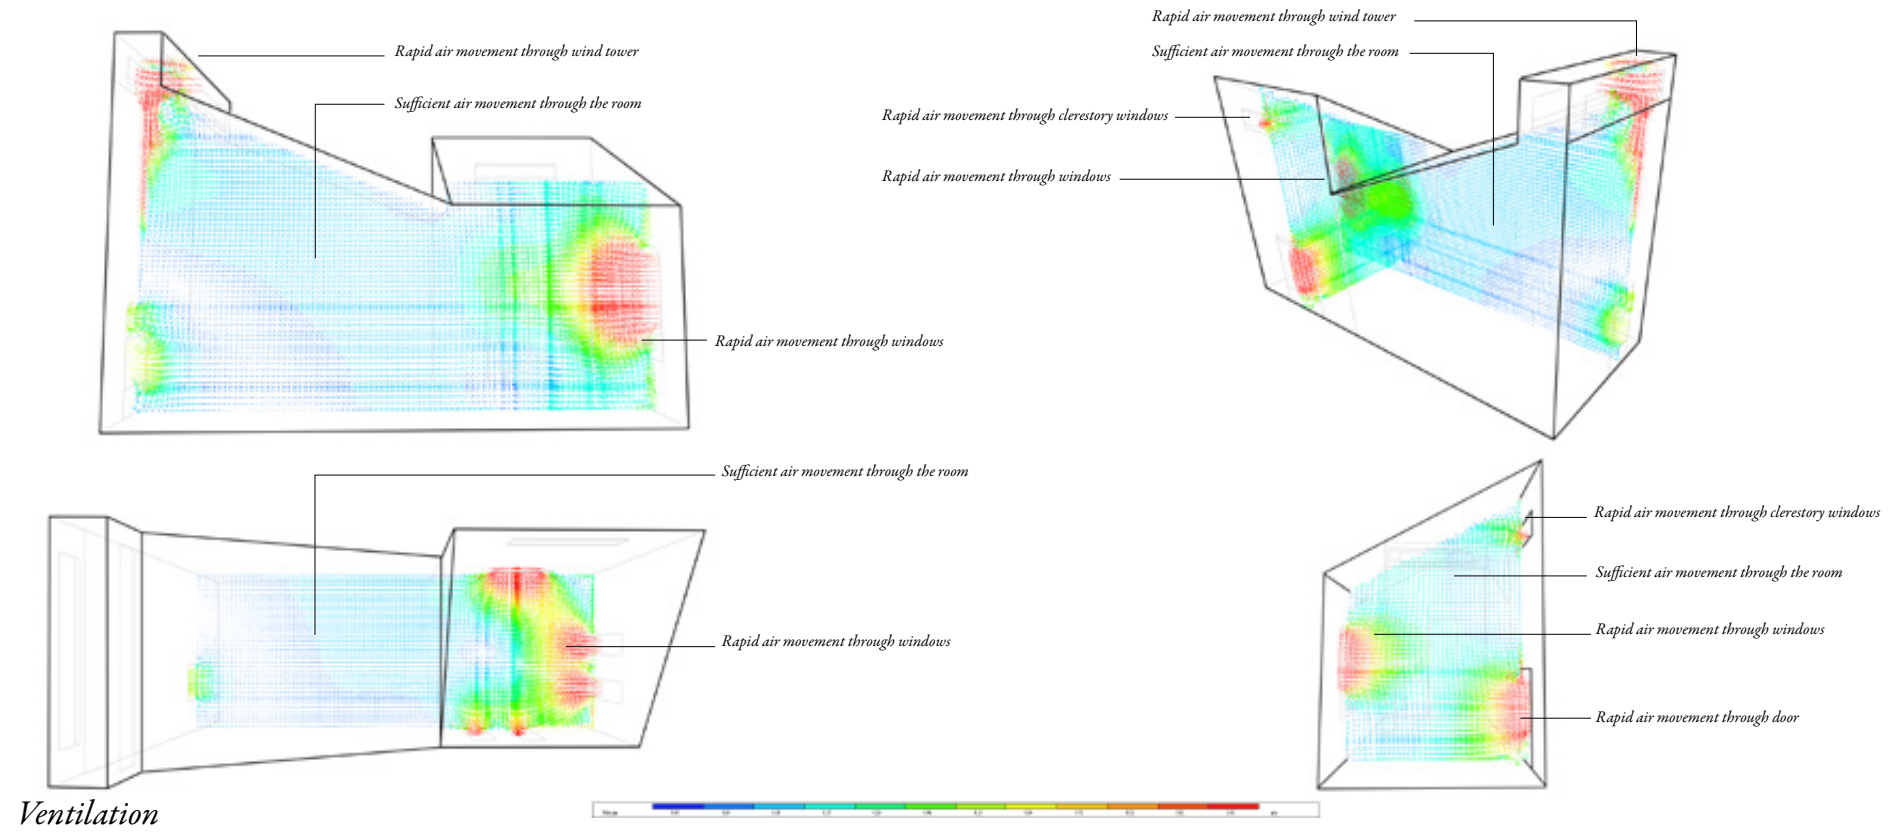 Rapid air movement through wind tower
Sufficient air movement through the room
Rapid air movement through windows
Rapid air movement through wind tower
Sufficient air movement through the room
Rapid air movement through clerestory windows
Rapid air movement through windows
Sufficient air movement through the room
Rapid air movement through windows
Rapid air movement through clerestory windows
Sufficient air movement through the room
Rapid air movement through windows
Rapid air movement through door
Ventilation